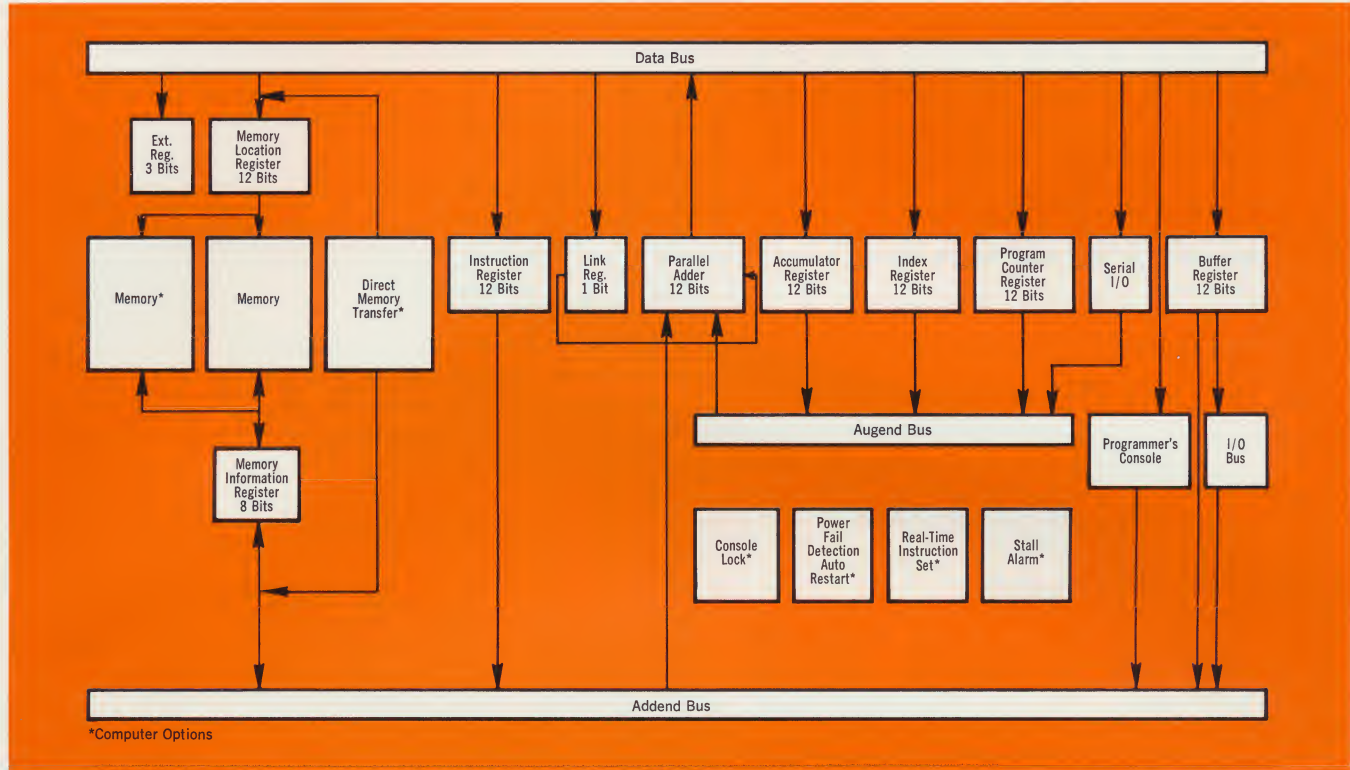 Data Bus
Ext.
Reg.
3 Bits
Memory
Location
Register
12 Bits
Memory*
Memory
Direct
Memory
Transfer*
Instruction
Register
12 Bits
Link
Reg.
1 Bit
Parallel
Adder
12 Bits
Accumulator
Register
12 Bits
Index
Register
12 Bits
Program
Counter
Register
12 Bits
Serial
I/O
Buffer
Register
12 Bits
Augend Bus
Programmer's
Console
I/O
Bus
Memory
Information
Register
8 Bits
Console
Lock*
Power
Fail
Detection
Auto
Restart*
Real-Time
Instruction
Set*
Stall
Alarm*
Addend Bus
*Computer Options